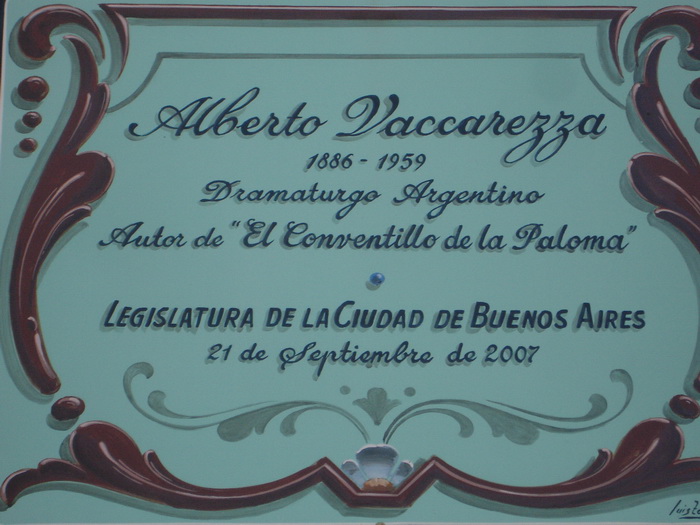 Alberto Vaccarezza
1886 - 1959
Dramaturgo Argentino
Autor de "El Conventillo de la Paloma"
LEGISLATURA DE LA CIUDAD DE BUENOS AIRES
21 de Septiembre de 2007